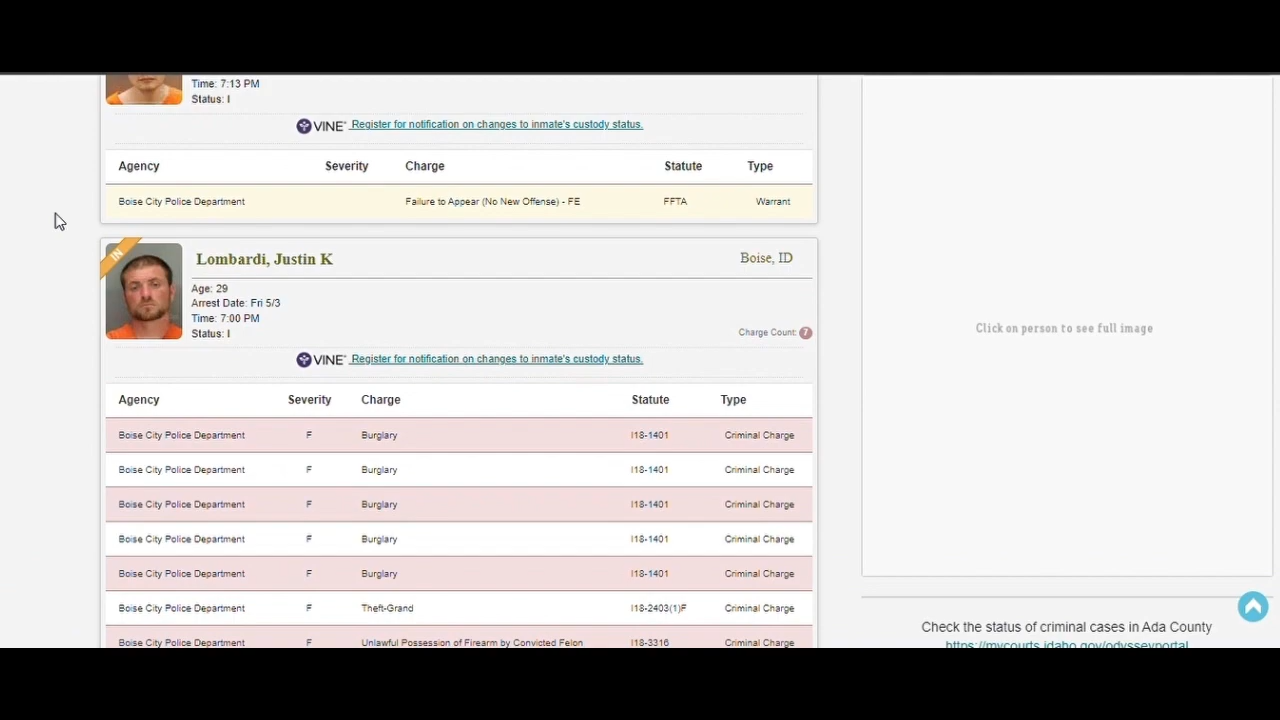 Time: 7:13 PM
Status: I
VINE Register for notification on changes to inmate's custody status.
Agency Severity Charge Statute Type
Boise City Police Department Failure to Appear (No New Offense) - FE FFTA Warrant
IN
Lombardi, Justin K Boise, ID
Age: 29
Arrest Date: Fri 5/3
Time: 7:00 PM
Status: I
Charge Count: 7
VINE Register for notification on changes to inmate's custody status.
Agency Severity Charge Statute Type
Boise City Police Department F Burglary I18-1401 Criminal Charge
Boise City Police Department F Burglary I18-1401 Criminal Charge
Boise City Police Department F Burglary I18-1401 Criminal Charge
Boise City Police Department F Burglary I18-1401 Criminal Charge
Boise City Police Department F Burglary I18-1401 Criminal Charge
Boise City Police Department F Theft-Grand I18-2403(1)F Criminal Charge
Boise City Police Department F Unlawful Possession of Firearm by Convicted Felon I18-3316 Criminal Charge
Click on person to see full image
Check the status of criminal cases in Ada County
https://mycourts.idaho.gov/odysseyportal